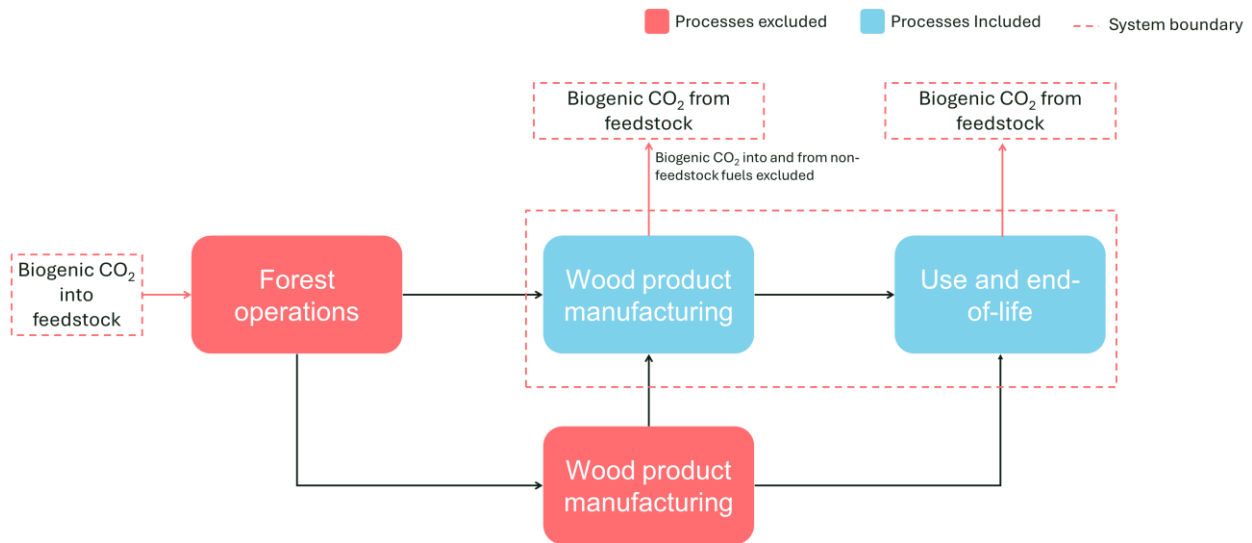 Processes excluded
Processes Included
System boundary
Biogenic CO₂ from
feedstock
Biogenic CO₂ from
feedstock
Biogenic CO₂ into and from non-
feedstock fuels excluded
Biogenic CO₂
into
feedstock
Forest
operations
Wood product
manufacturing
Use and end-
of-life
Wood product
manufacturing